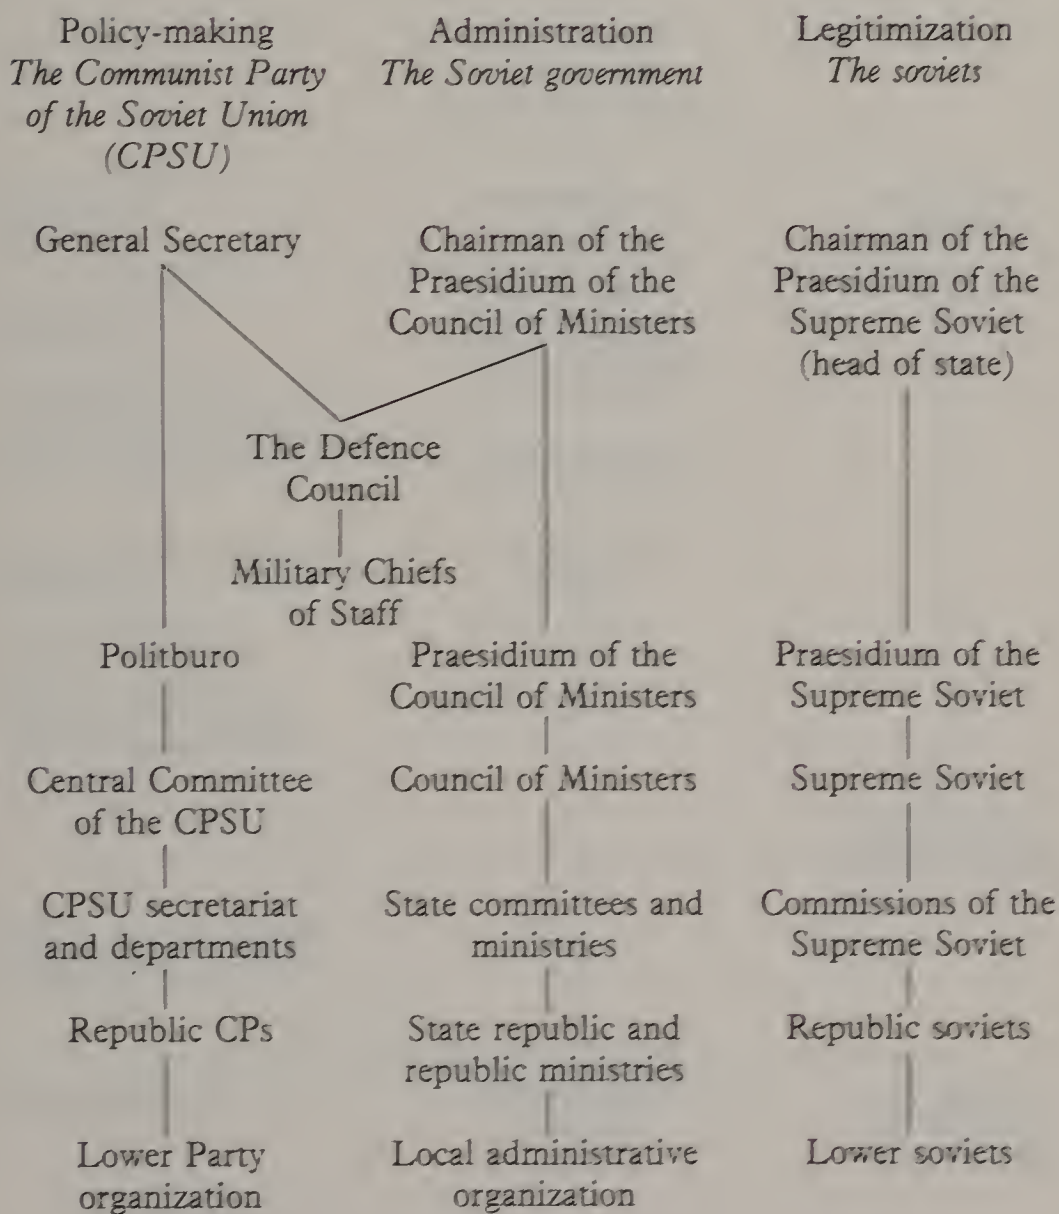 Policy-making
The Communist Party
of the Soviet Union
(CPSU)
Administration
The Soviet government
Legitimization
The soviets
General Secretary
Chairman of the
Praesidium of the
Council of Ministers
Chairman of the
Praesidium of the
Supreme Soviet
(head of state)
The Defence
Council
Military Chiefs
of Staff
Politburo
Praesidium of the
Council of Ministers
Praesidium of the
Supreme Soviet
Central Committee
of the CPSU
Council of Ministers
Supreme Soviet
CPSU secretariat
and departments
State committees and
ministries
Commissions of the
Supreme Soviet
Republic CPs
State republic and
republic ministries
Republic soviets
Lower Party
organization
Local administrative
organization
Lower soviets